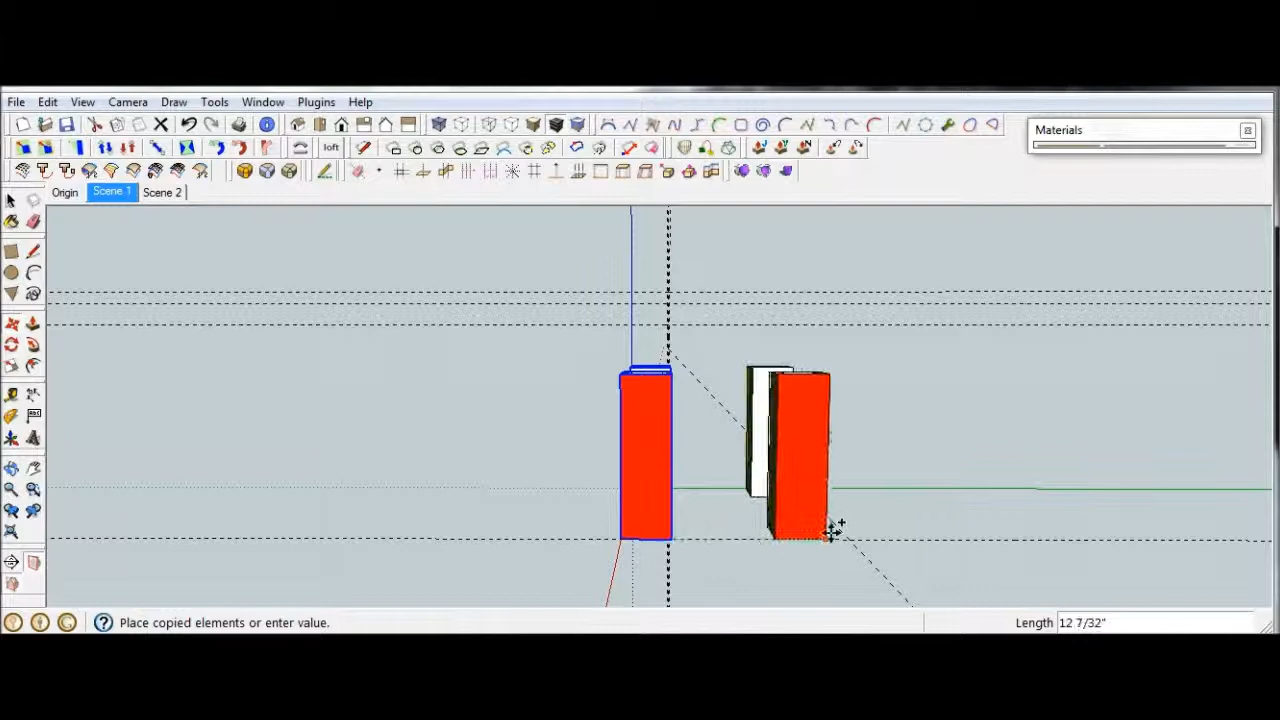 File Edit View Camera Draw Tools Window Plugins Help
Materials
loft
Origin Scene 1 Scene 2
Place copied elements or enter value.
Length 12 7/32"